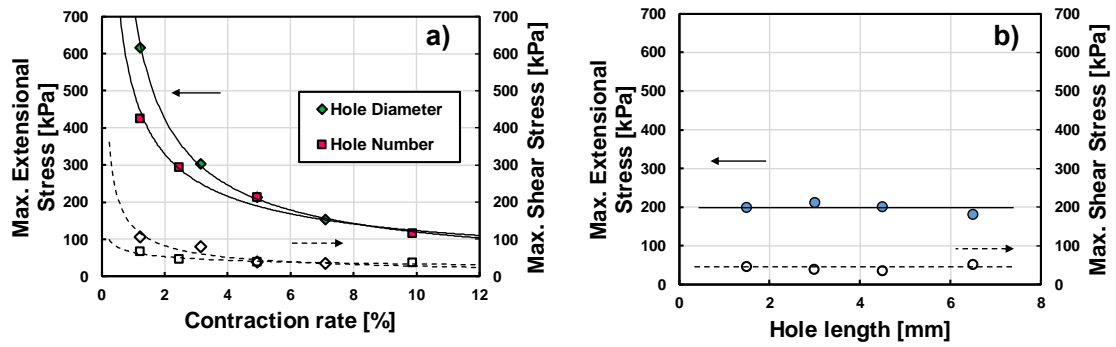 a)
Max. Extensional
Stress [kPa]
700
600
500
400
300
200
100
0
0 2 4 6 8 10 12
Contraction rate [%]
Hole Diameter
Hole Number
700
600
500
400
300
200
100
0
Max. Shear Stress [kPa]
b)
Max. Extensional
Stress [kPa]
700
600
500
400
300
200
100
0
0 2 4 6 8
Hole length [mm]
700
600
500
400
300
200
100
0
Max. Shear Stress [kPa]